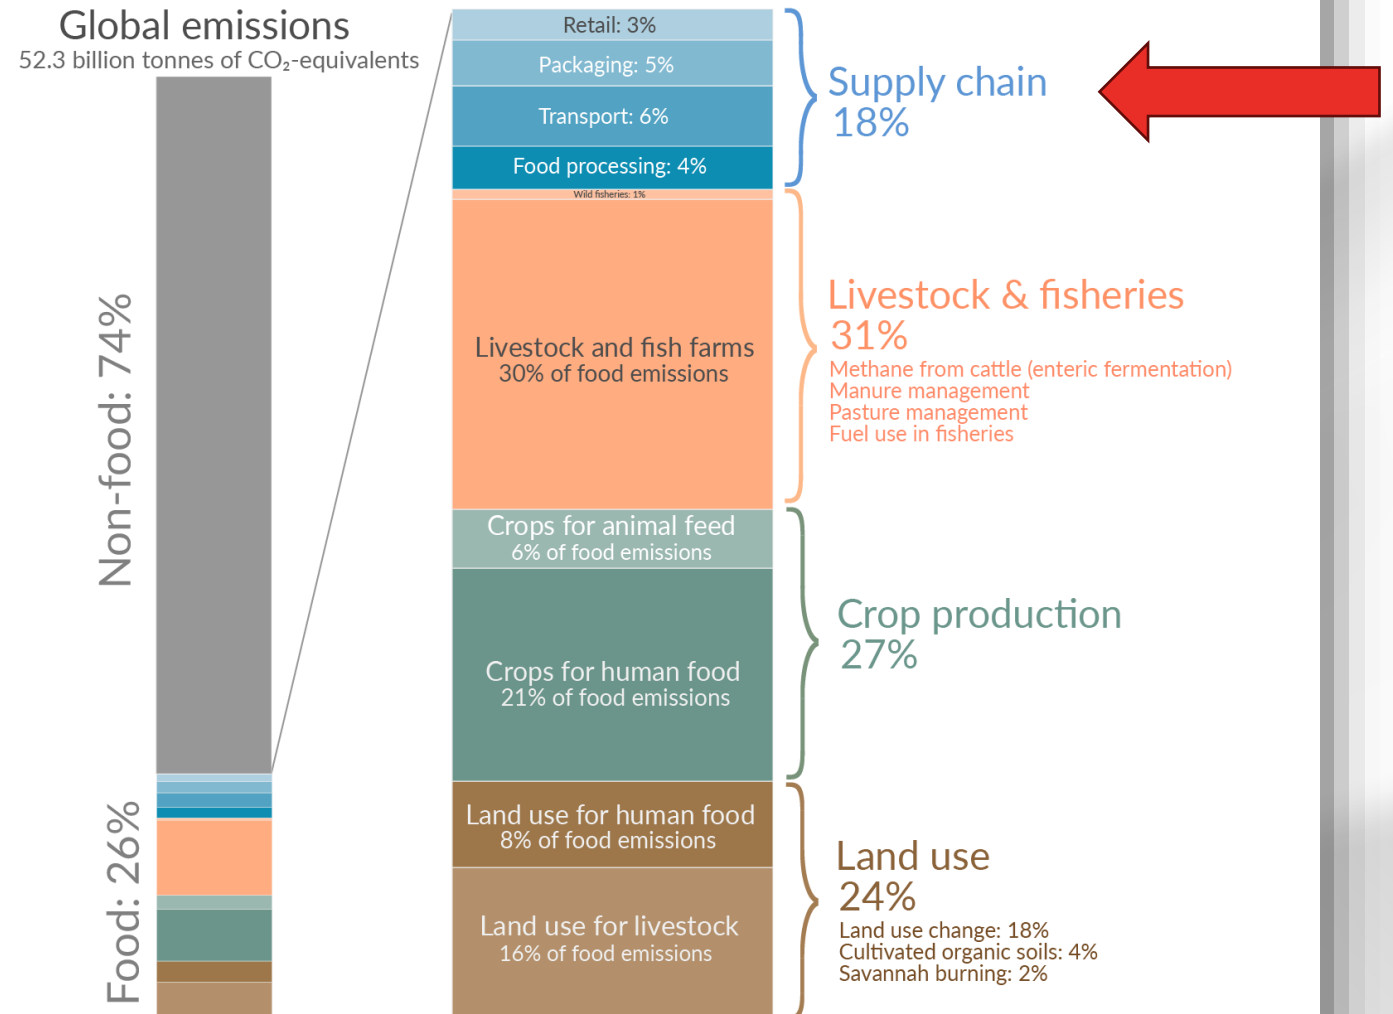 Global emissions
52.3 billion tonnes of CO₂-equivalents
Non-food: 74%
Food: 26%
Retail: 3%
Packaging: 5%
Transport: 6%
Food processing: 4%
Wild fisheries: 1%
Livestock and fish farms
30% of food emissions
Crops for animal feed
6% of food emissions
Crops for human food
21% of food emissions
Land use for human food
8% of food emissions
Land use for livestock
16% of food emissions
Supply chain
18%
Livestock & fisheries
31%
Methane from cattle (enteric fermentation)
Manure management
Pasture management
Fuel use in fisheries
Crop production
27%
Land use
24%
Land use change: 18%
Cultivated organic soils: 4%
Savannah burning: 2%